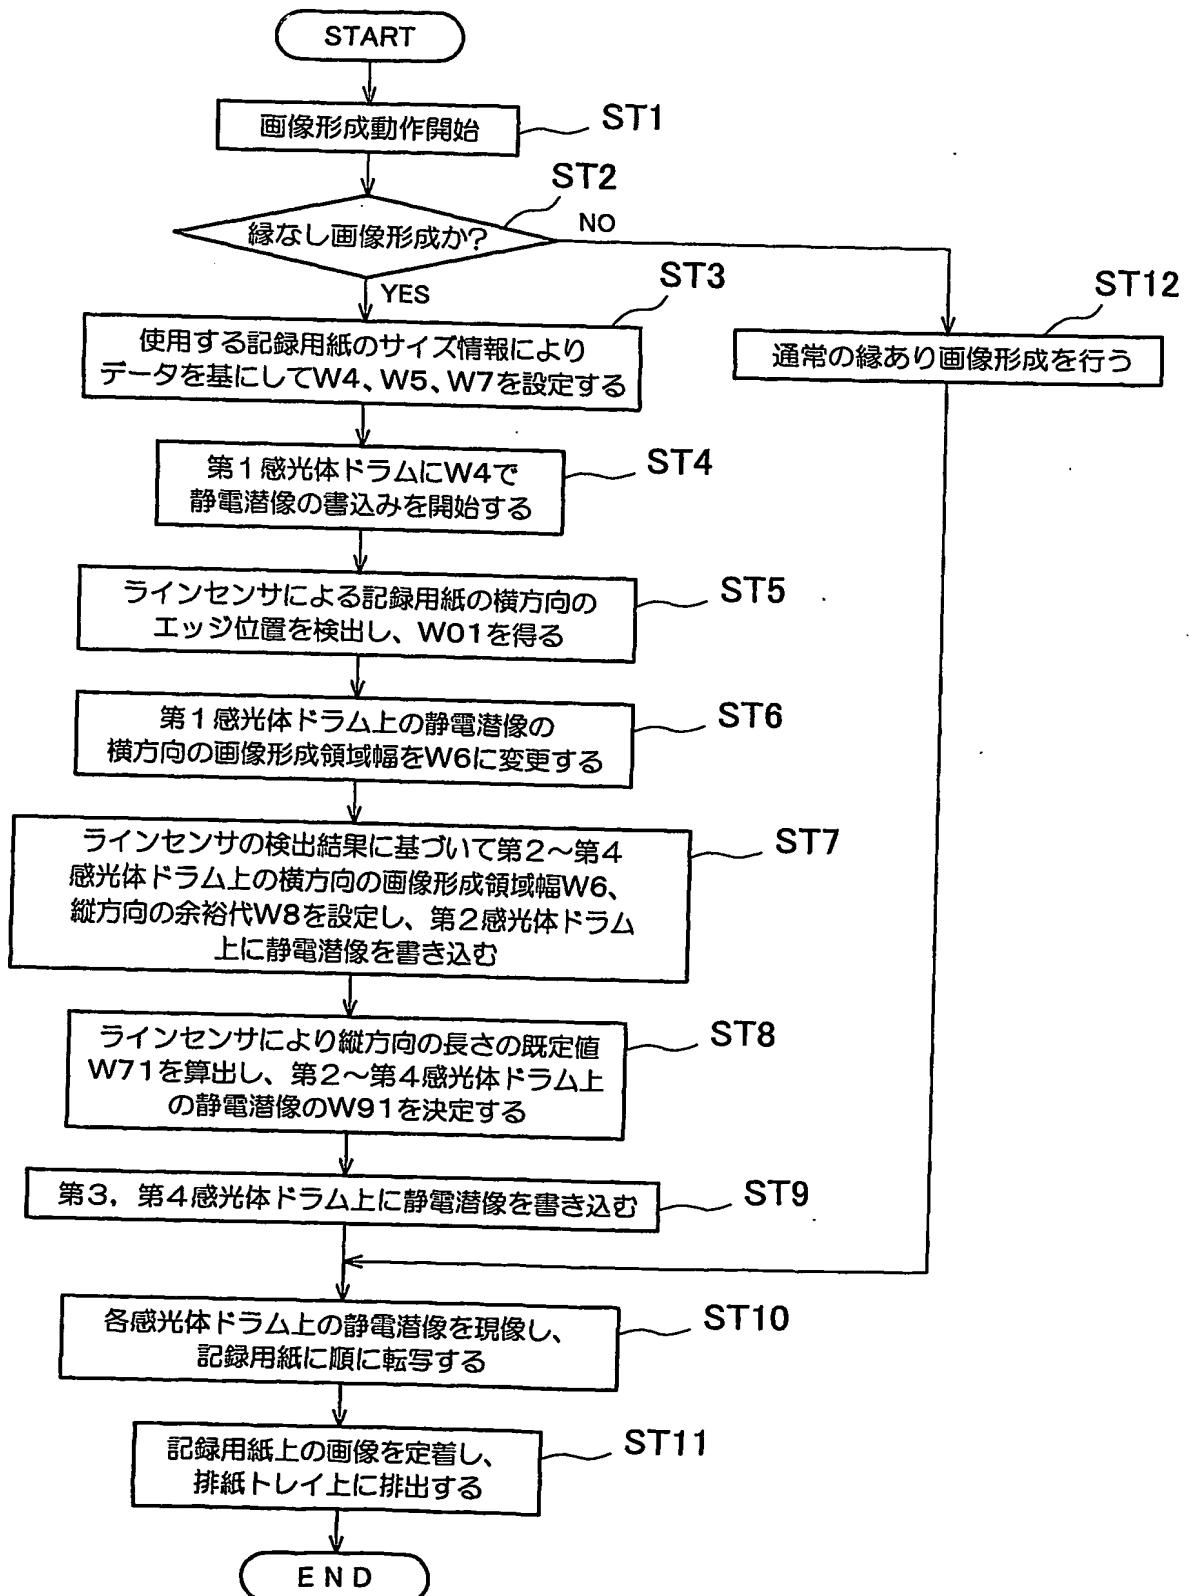 START
画像形成動作開始
ST1
縁なし画像形成か?
ST2
NO
YES
使用する記録用紙のサイズ情報により
データを基にしてW4、W5、W7を設定する
ST3
通常の縁あり画像形成を行う
ST12
第1感光体ドラムにW4で
静電潜像の書込みを開始する
ST4
ラインセンサによる記録用紙の横方向の
エッジ位置を検出し、W01を得る
ST5
第1感光体ドラム上の静電潜像の
横方向の画像形成領域幅をW6に変更する
ST6
ラインセンサの検出結果に基づいて第2～第4
感光体ドラム上の横方向の画像形成領域幅W6、
縦方向の余裕代W8を設定し、第2感光体ドラム
上に静電潜像を書き込む
ST7
ラインセンサにより縦方向の長さの既定値
W71を算出し、第2～第4感光体ドラム上
の静電潜像のW91を決定する
ST8
第3，第4感光体ドラム上に静電潜像を書き込む
ST9
各感光体ドラム上の静電潜像を現像し、
記録用紙に順に転写する
ST10
記録用紙上の画像を定着し、
排紙トレイ上に排出する
ST11
END